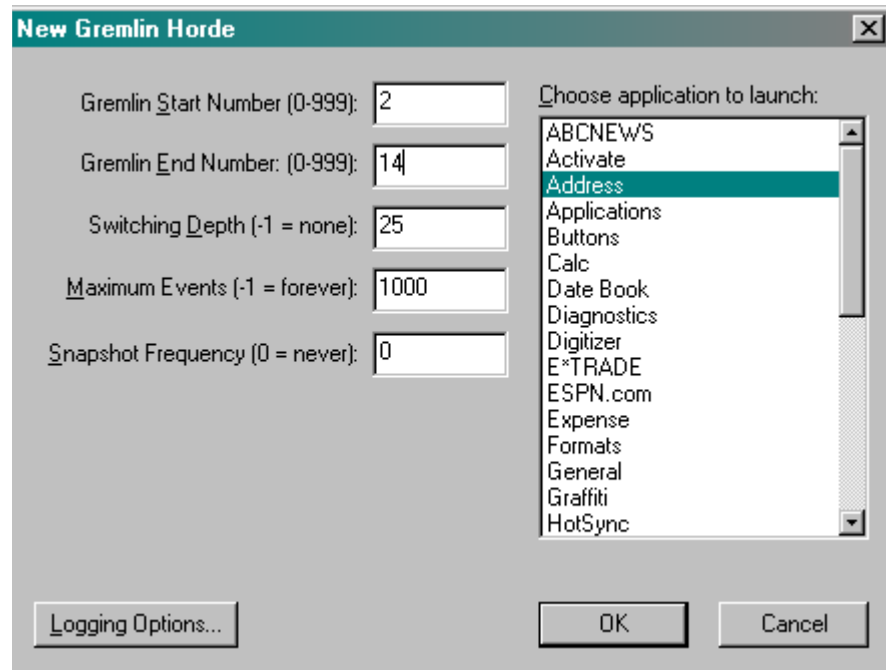 New Gremlin Horde
Gremlin Start Number (0-999): 2
Gremlin End Number: (0-999): 14
Switching Depth (-1 = none): 25
Maximum Events (-1 = forever): 1000
Snapshot Frequency (0 = never): 0
Choose application to launch:
ABCNEWS
Activate
Address
Applications
Buttons
Calc
Date Book
Diagnostics
Digitizer
E*TRADE
ESPN.com
Expense
Formats
General
Graffiti
HotSync
Logging Options...
OK
Cancel